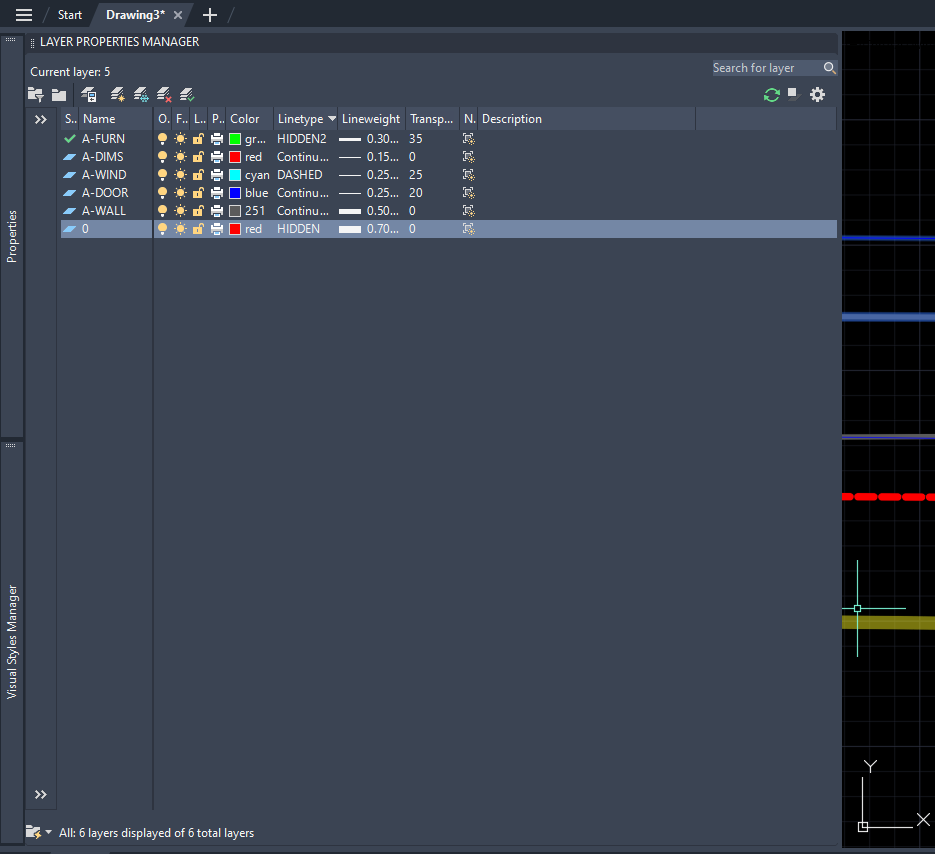 Start
Drawing3*
LAYER PROPERTIES MANAGER
Current layer: 5
Search for layer
S.. Name O. F.. L.. P.. Color Linetype Lineweight Transp... N. Description
A-FURN gr... HIDDEN2 0.30... 35
A-DIMS red Continu... 0.15... 0
A-WIND cyan DASHED 0.25... 25
A-DOOR blue Continu... 0.25... 20
A-WALL 251 Continu... 0.50... 0
0 red HIDDEN 0.70... 0
Properties
Visual Styles Manager
All: 6 layers displayed of 6 total layers
Y
X